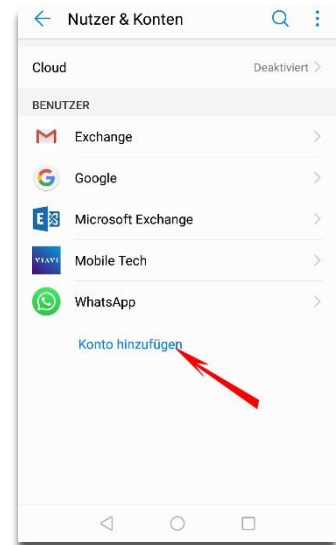 Nutzer & Konten
Cloud Deaktiviert
BENUTZER
Exchange
Google
E Microsoft Exchange
VIAVI Mobile Tech
WhatsApp
Konto hinzufügen